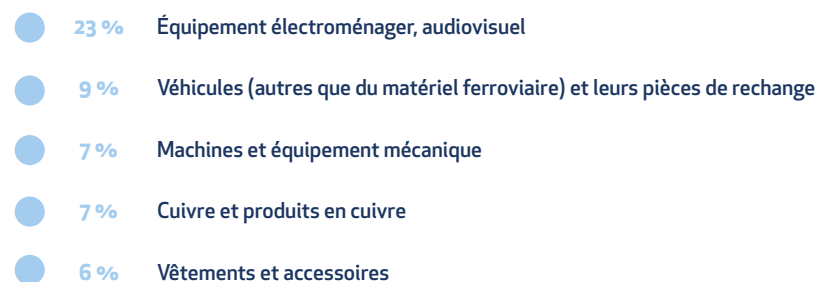 23 % Équipement électroménager, audiovisuel
9 % Véhicules (autres que du matériel ferroviaire) et leurs pièces de rechange
7 % Machines et équipement mécanique
7 % Cuivre et produits en cuivre
6 % Vêtements et accessoires